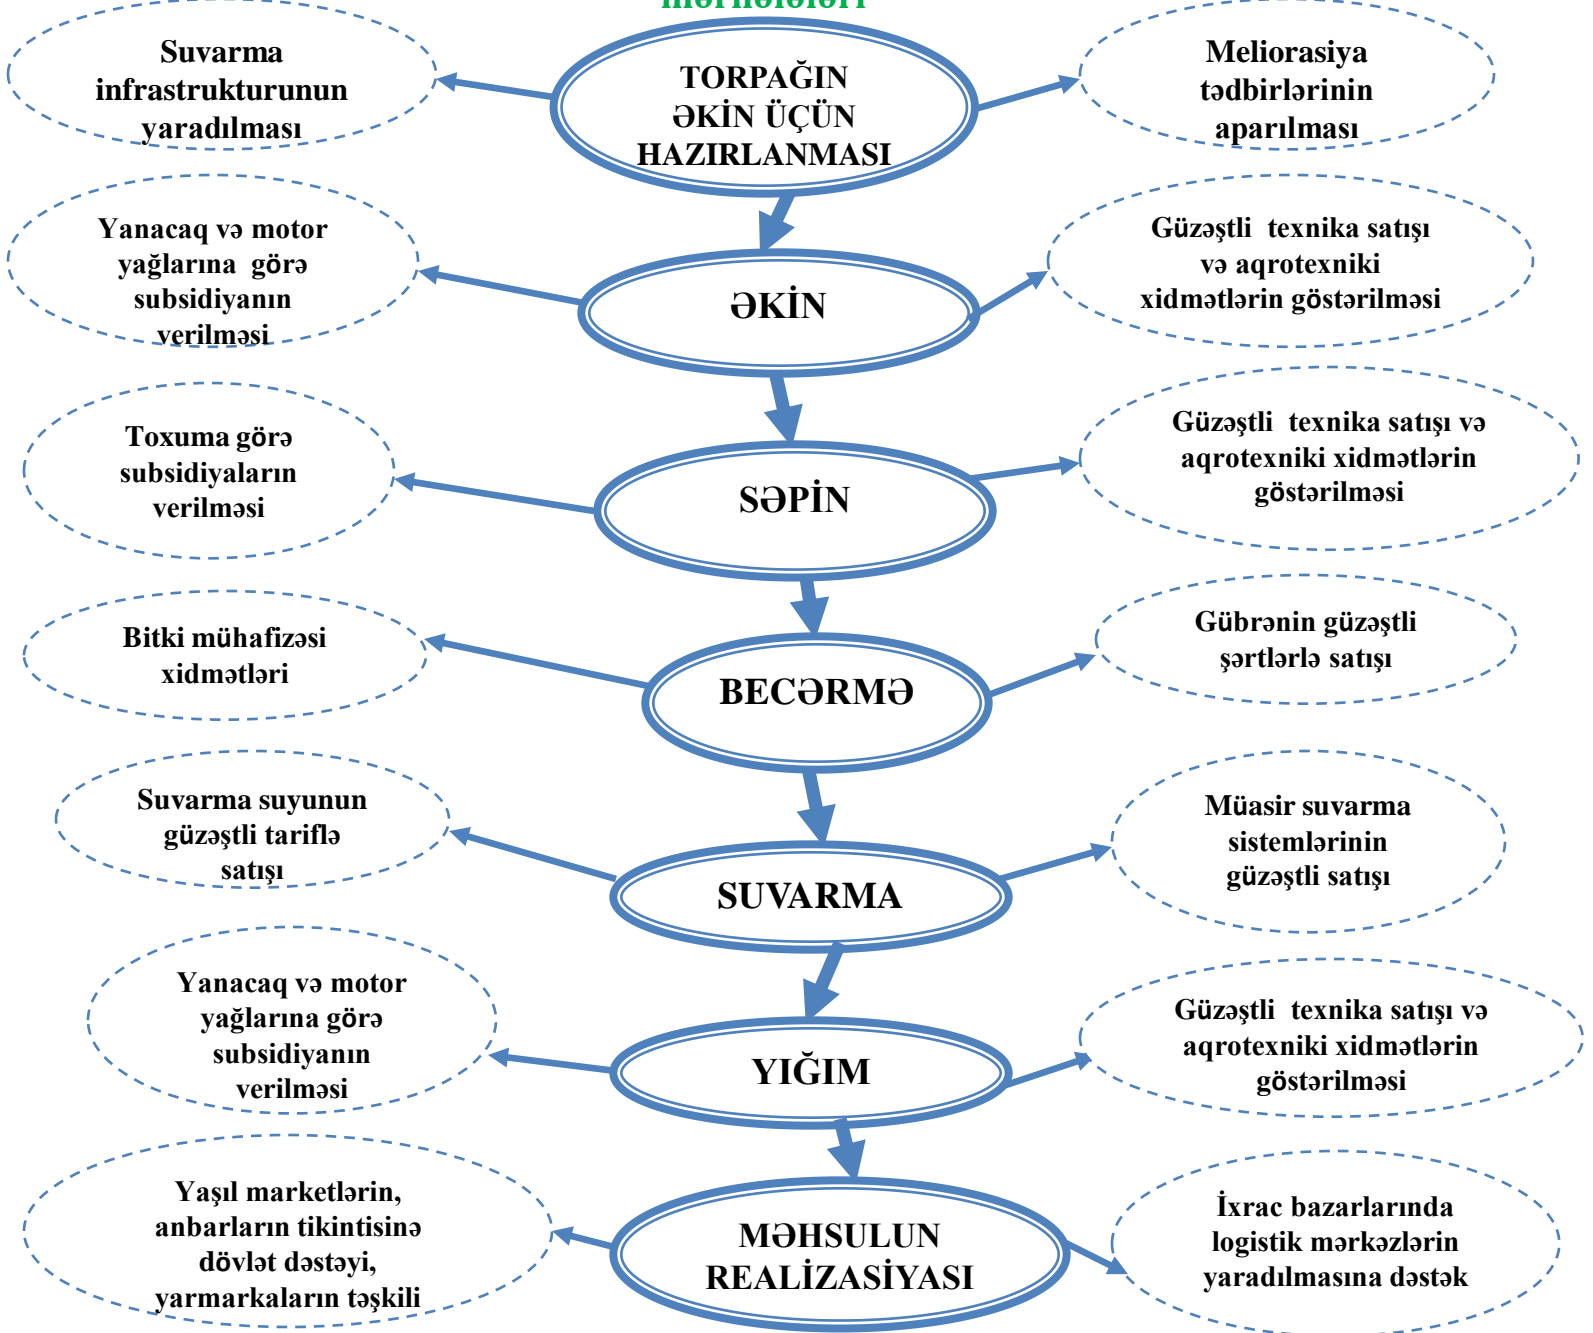 Suvarma
infrastrukturunun
yaradılması
TORPAĞIN
ƏKİN ÜÇÜN
HAZIRLANMASI
Meliorasiya
tədbirlərinin
aparılması
Yanacaq və motor
yağlarına görə
subsidiyanın
verilməsi
ƏKİN
Güzəştli texnika satışı
və aqrotexniki
xidmətlərin göstərilməsi
Toxuma görə
subsidiyaların
verilməsi
SƏPİN
Güzəştli texnika satışı və
aqrotexniki xidmətlərin
göstərilməsi
Bitki mühafizəsi
xidmətləri
BECƏRMƏ
Gübrənin güzəştli
şərtlərlə satışı
Suvarma suyunun
güzəştli tariflə
satışı
SUVARMA
Müasir suvarma
sistemlərinin
güzəştli satışı
Yanacaq və motor
yağlarına görə
subsidiyanın
verilməsi
YIĞIM
Güzəştli texnika satışı və
aqrotexniki xidmətlərin
göstərilməsi
Yaşıl marketlərin,
anbarların tikintisinə
dövlət dəstəyi,
yarmarkaların təşkili
MƏHSULUN
REALİZASİYASI
İxrac bazarlarında
logistik mərkəzlərin
yaradılmasına dəstək